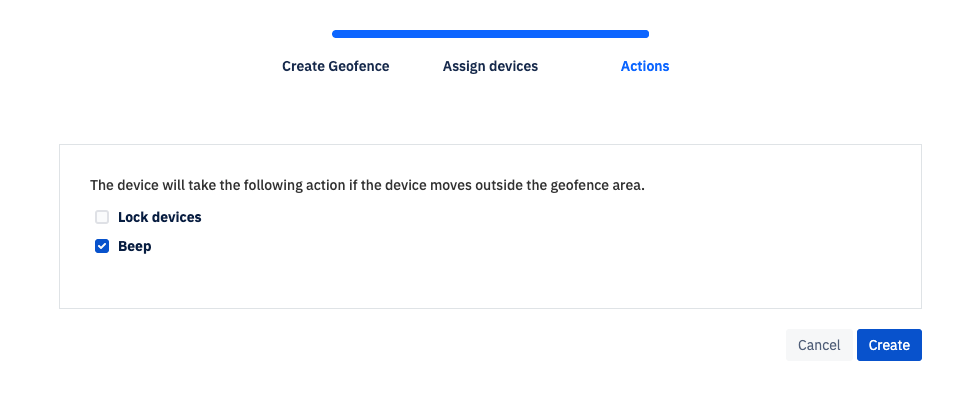 Create Geofence Assign devices Actions
The device will take the following action if the device moves outside the geofence area.
Lock devices
Beep
Cancel Create